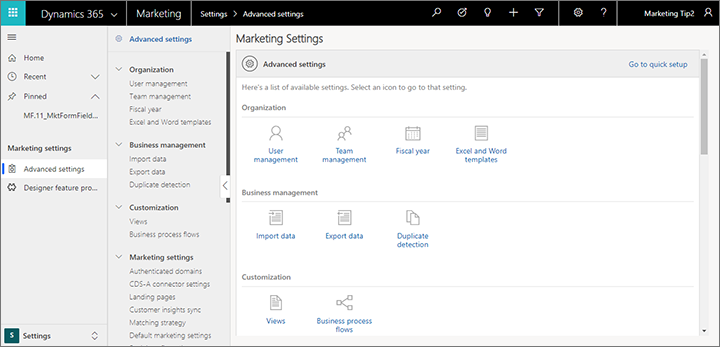 Dynamics 365
Marketing
Settings > Advanced settings
Marketing Tip2
Home
Recent
Pinned
MF.11_MktFormField...
Marketing settings
Advanced settings
Designer feature pro...
S Settings
Advanced settings
Organization
User management
Team management
Fiscal year
Excel and Word templates
Business management
Import data
Export data
Duplicate detection
Customization
Views
Business process flows
Marketing settings
Authenticated domains
CDS-A connector settings
Landing pages
Customer insights sync
Matching strategy
Default marketing settings
Marketing Settings
Advanced settings
Go to quick setup
Here's a list of available settings. Select an icon to go to that setting.
Organization
User
management
Team
management
Fiscal year
Excel and Word
templates
Business management
Import data
Export data
Duplicate
detection
Customization
Views
Business process
flows